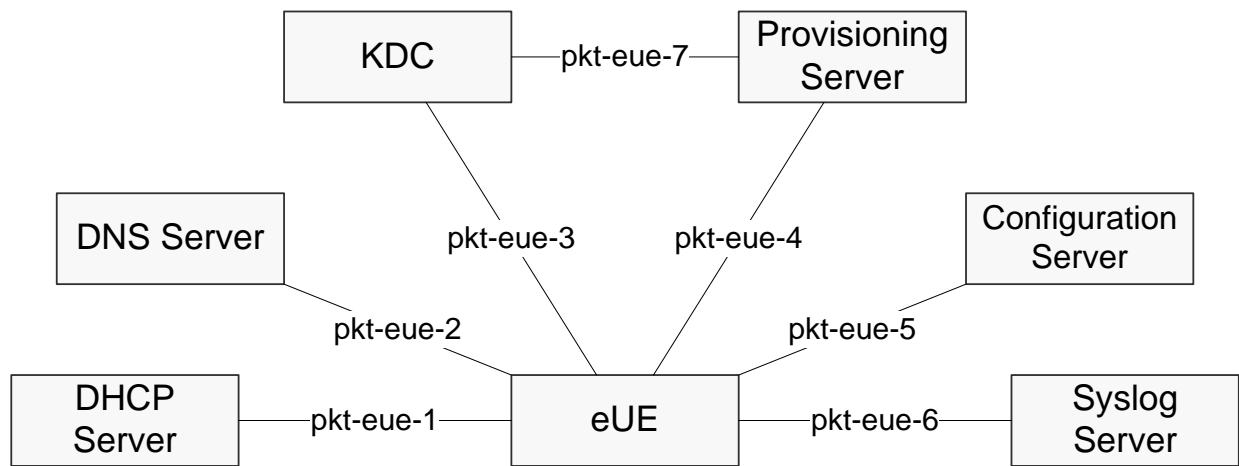 KDC
pkt-eue-7
Provisioning
Server
DNS Server
pkt-eue-3
pkt-eue-4
Configuration
Server
pkt-eue-2
pkt-eue-5
DHCP
Server
pkt-eue-1
eUE
pkt-eue-6
Syslog
Server